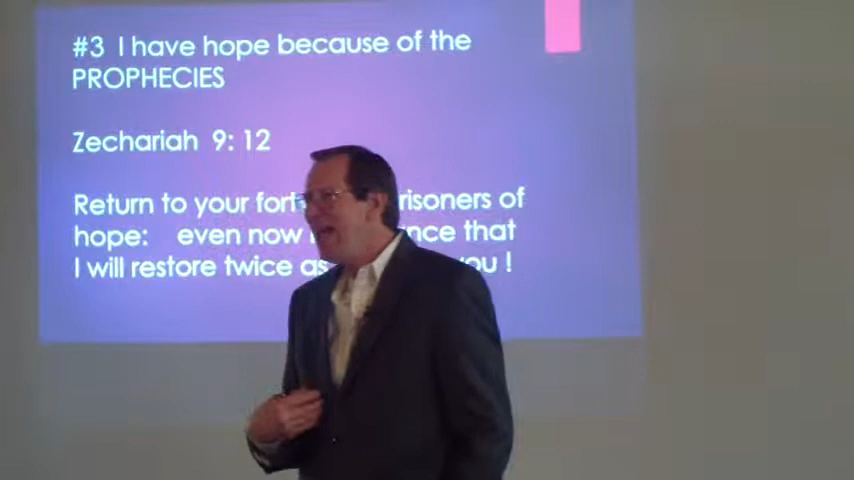 #3 I have hope because of the
PROPHECIES
Zechariah 9: 12
Return to your of
hope: even now that
I will restore twice !